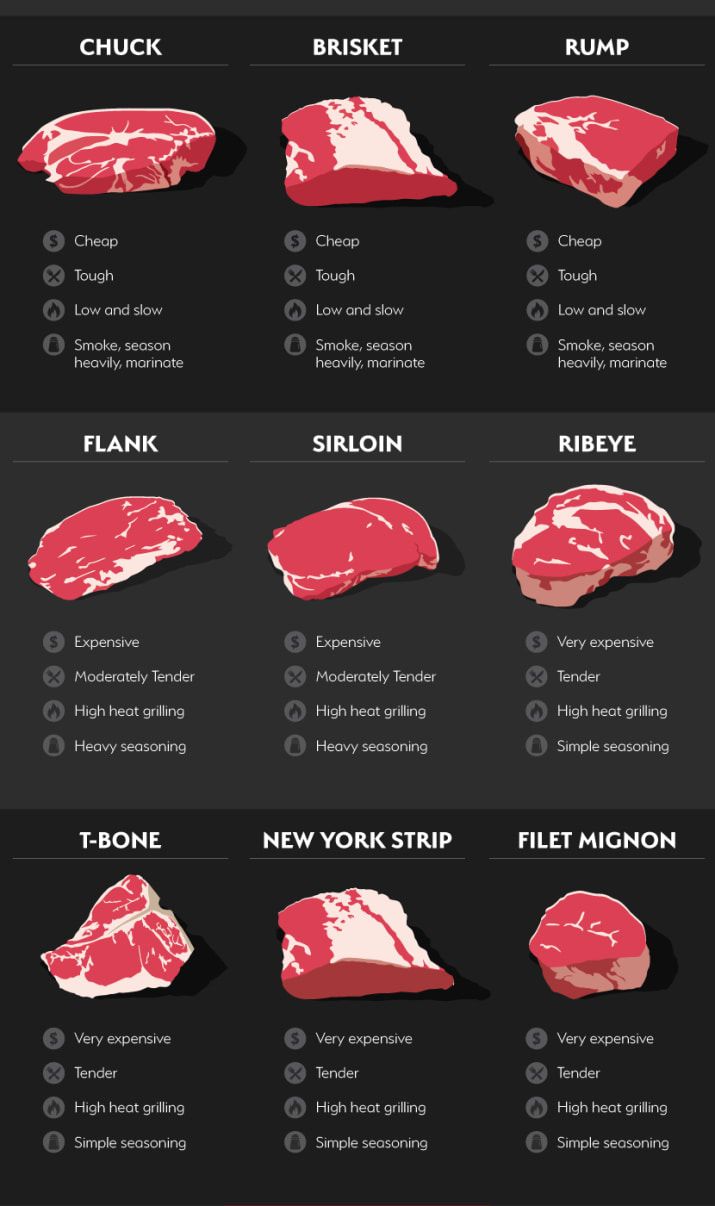 CHUCK
BRISKET
RUMP
$ Cheap
Tough
Low and slow
Smoke, season
heavily, marinate
$ Cheap
Tough
Low and slow
Smoke, season
heavily, marinate
$ Cheap
Tough
Low and slow
Smoke, season
heavily, marinate
FLANK
SIRLOIN
RIBEYE
$ Expensive
Moderately Tender
High heat grilling
Heavy seasoning
$ Expensive
Moderately Tender
High heat grilling
Heavy seasoning
$ Very expensive
Tender
High heat grilling
Simple seasoning
T-BONE
NEW YORK STRIP
FILET MIGNON
$ Very expensive
Tender
High heat grilling
Simple seasoning
$ Very expensive
Tender
High heat grilling
Simple seasoning
$ Very expensive
Tender
High heat grilling
Simple seasoning